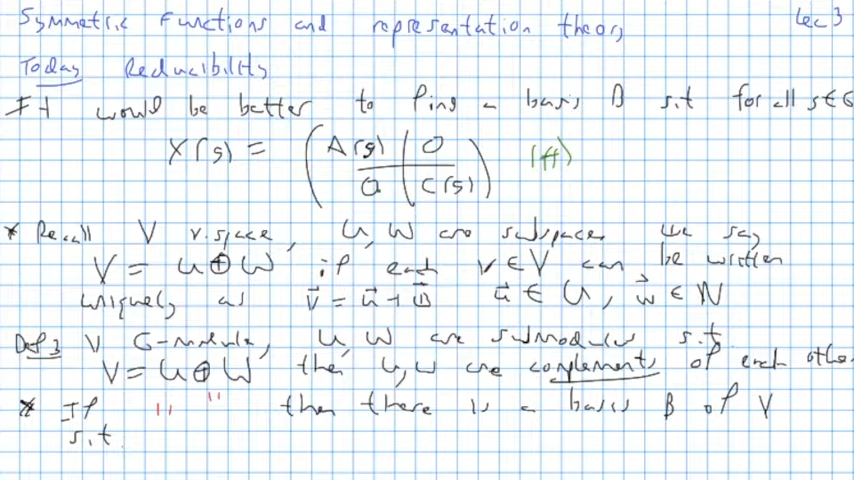 Symmetric Functions and representation theory Lec 3
Today Reducibility
It would be better to find a basis B s.t for all g∈G
X(g) = ( A(g) | 0 (#)
0 | C(g) )
* Recall V v.space, U, W are subspaces we say
V = U ⊕ W if each v ∈ V can be written
uniquely as v⃗ = u⃗ + w⃗ u⃗ ∈ U, w⃗ ∈ W
Def 3 V G-module, U, W are submodules s.t
V = U ⊕ W then U, W are complements of each other
* If " " then there is a basis B of V
s.t.